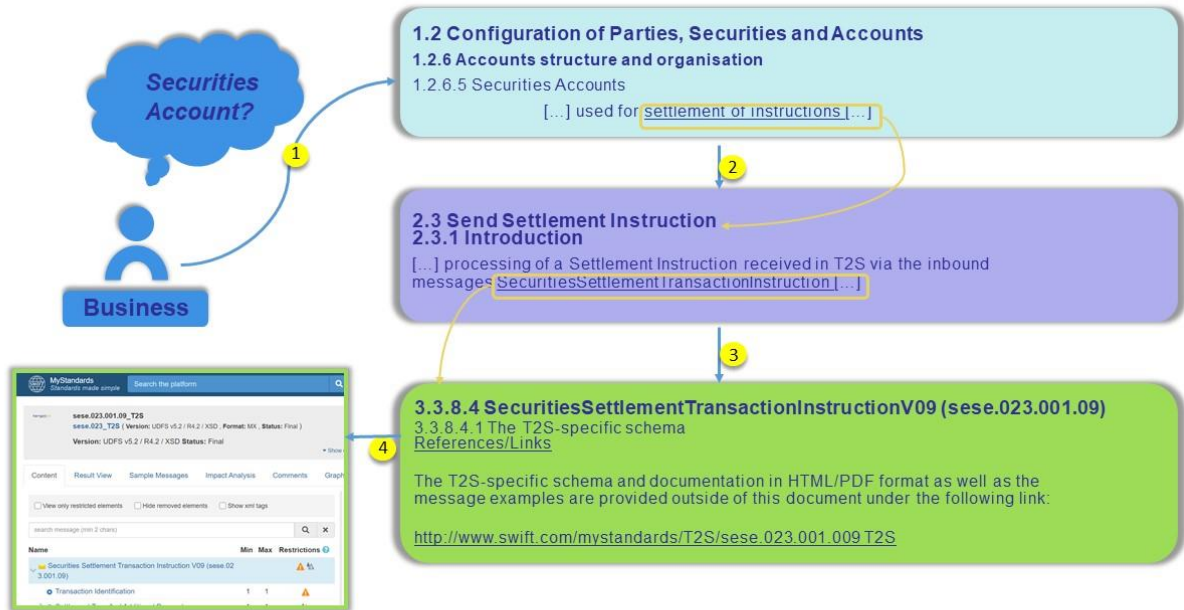 Securities
Account?
Business
1
1.2 Configuration of Parties, Securities and Accounts
1.2.6 Accounts structure and organisation
1.2.6.5 Securities Accounts
[...] used for settlement of instructions [...]
2
2.3 Send Settlement Instruction
2.3.1 Introduction
[...] processing of a Settlement Instruction received in T2S via the inbound
messages SecuritiesSettlementTransactionInstruction [...]
3
3.3.8.4 SecuritiesSettlementTransactionInstructionV09 (sese.023.001.09)
3.3.8.4.1 The T2S-specific schema
References/Links
The T2S-specific schema and documentation in HTML/PDF format as well as the
message examples are provided outside of this document under the following link:
http://www.swift.com/mystandards/T2S/sese.023.001.009 T2S
4
MyStandards
Standards made simple
Search the platform
sese.023.001.09_T2S
sese.023_T2S ( Version: UDFS v5.2 / R4.2 / XSD , Format: MX , Status: Final )
Version: UDFS v5.2 / R4.2 / XSD Status: Final
Show
Content Result View Sample Messages Impact Analysis Comments Graph
View only restricted elements Hide removed elements Show xml tags
search message (min 2 chars)
Name Min Max Restrictions
Securities Settlement Transaction Instruction V09 (sese.02
3.001.09)
Transaction Identification 1 1